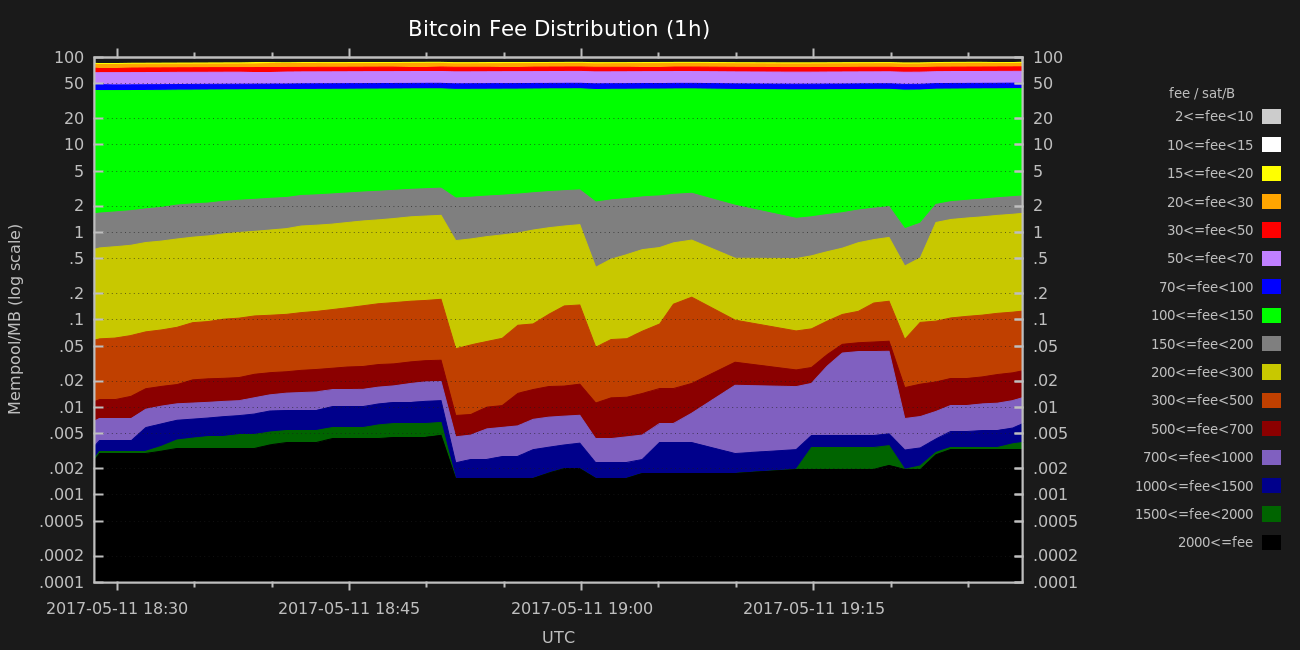 Bitcoin Fee Distribution (1h)
100 100
50 50
20 20
10 10
5 5
2 2
1 1
.5 .5
.2 .2
.1 .1
.05 .05
.02 .02
.01 .01
.005 .005
.002 .002
.001 .001
.0005 .0005
.0002 .0002
.0001 .0001
Mempool/MB (log scale)
2017-05-11 18:30 2017-05-11 18:45 2017-05-11 19:00 2017-05-11 19:15
UTC
fee / sat/B
2<=fee<10
10<=fee<15
15<=fee<20
20<=fee<30
30<=fee<50
50<=fee<70
70<=fee<100
100<=fee<150
150<=fee<200
200<=fee<300
300<=fee<500
500<=fee<700
700<=fee<1000
1000<=fee<1500
1500<=fee<2000
2000<=fee